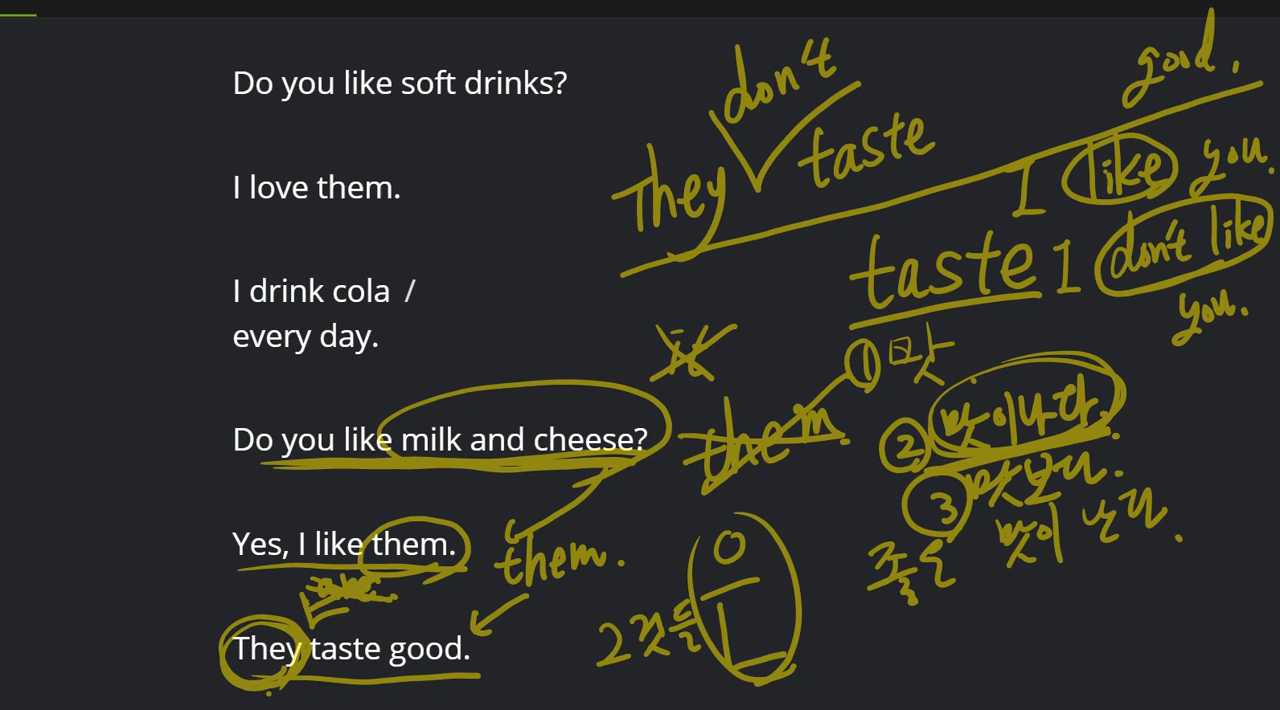 Do you like soft drinks?
I love them.
I drink cola /
every day.
Do you like milk and cheese?
Yes, I like them.
They taste good.
They don't taste good.
I like you.
taste
I don't like
you.
it
① 맛
them.
② 맛이나다.
③ 맛보다.
맛이 난다.
좋은
them.
2것들